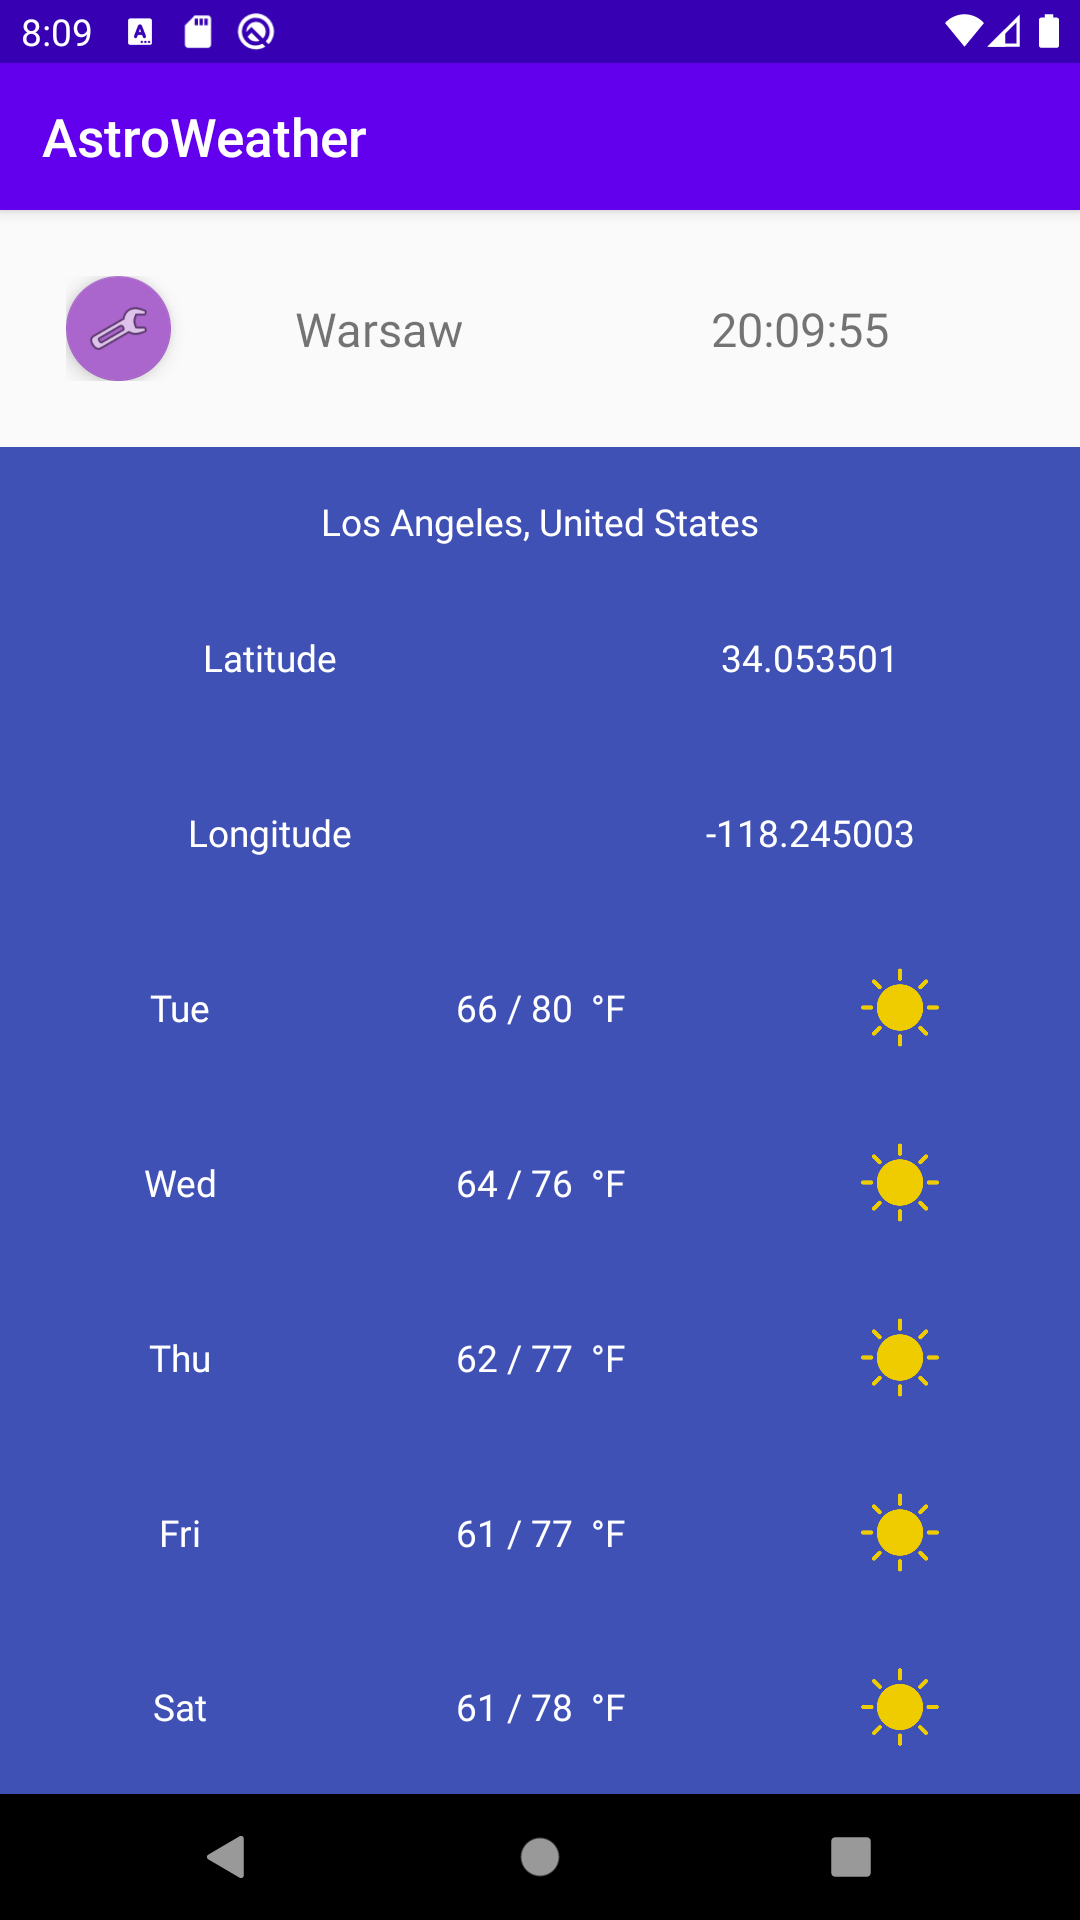 8:09
AstroWeather
Warsaw 20:09:55
Los Angeles, United States
Latitude 34.053501
Longitude -118.245003
Tue 66 / 80 °F
Wed 64 / 76 °F
Thu 62 / 77 °F
Fri 61 / 77 °F
Sat 61 / 78 °F